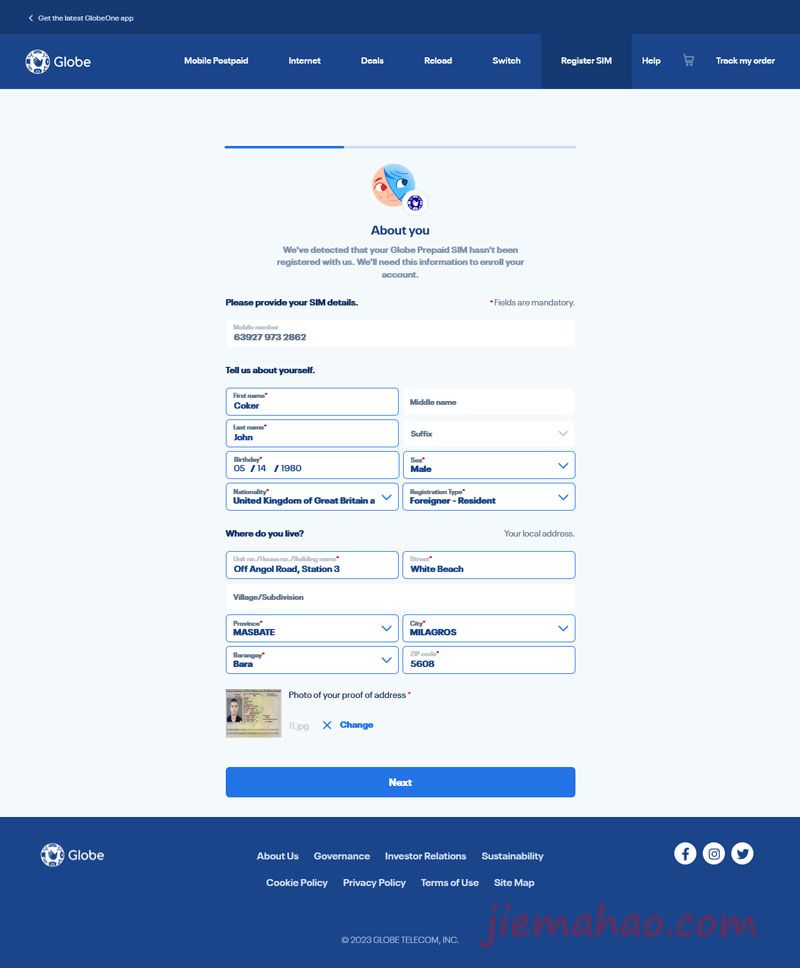 Get the latest GlobeOne app
Globe
Mobile Postpaid
Internet
Deals
Reload
Switch
Register SIM
Help
Track my order
About you
We've detected that your Globe Prepaid SIM hasn't been
registered with us. We'll need this information to enroll your
account.
Please provide your SIM details.
* Fields are mandatory.
Mobile number
63927 973 2862
Tell us about yourself.
First name*
Coker
Middle name
Last name*
John
Suffix
Birthday*
05 / 14 / 1980
Sex*
Male
Nationality*
United Kingdom of Great Britain a
Registration Type*
Foreigner - Resident
Where do you live?
Your local address.
Unit no./House no./Building name*
Off Angol Road, Station 3
Street*
White Beach
Village/Subdivision
Province*
MASBATE
City*
MILAGROS
Barangay*
Bara
ZIP code*
5608
Photo of your proof of address *
11.jpg
Change
Next
Globe
About Us
Governance
Investor Relations
Sustainability
Cookie Policy
Privacy Policy
Terms of Use
Site Map
© 2023 GLOBE TELECOM, INC.
jiemahao.com